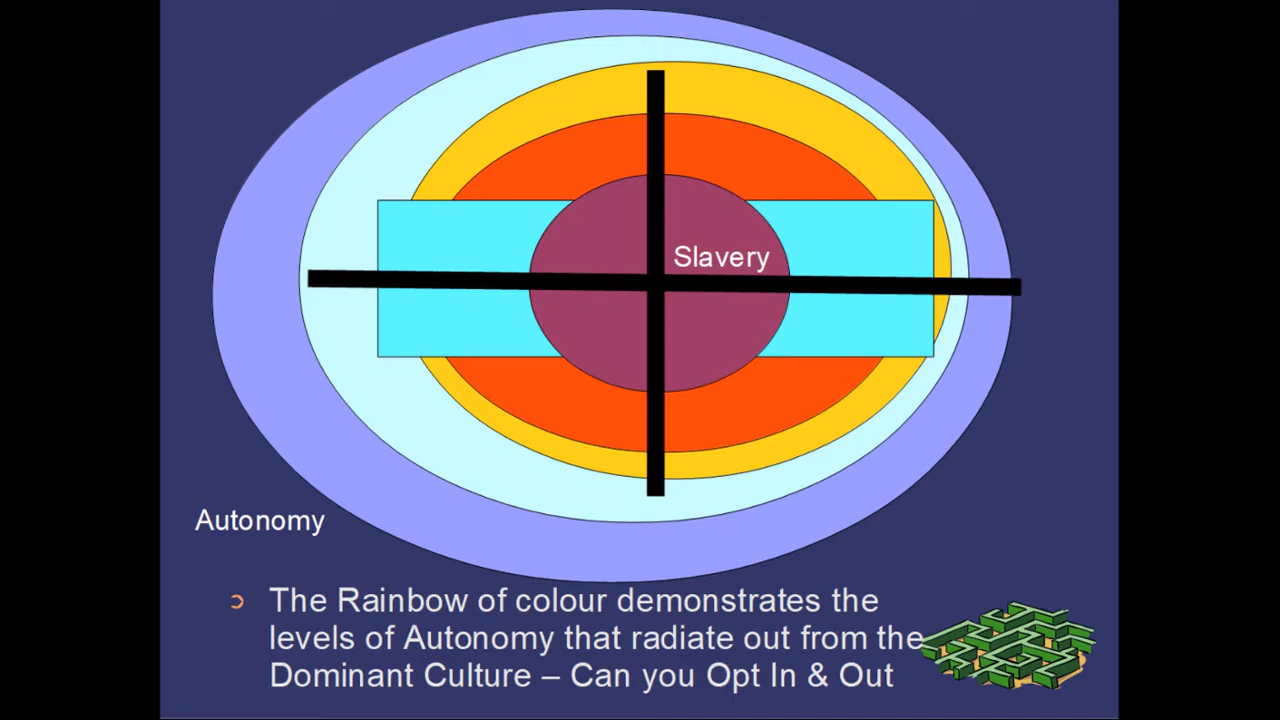 Slavery
Autonomy
The Rainbow of colour demonstrates the
levels of Autonomy that radiate out from the
Dominant Culture – Can you Opt In & Out